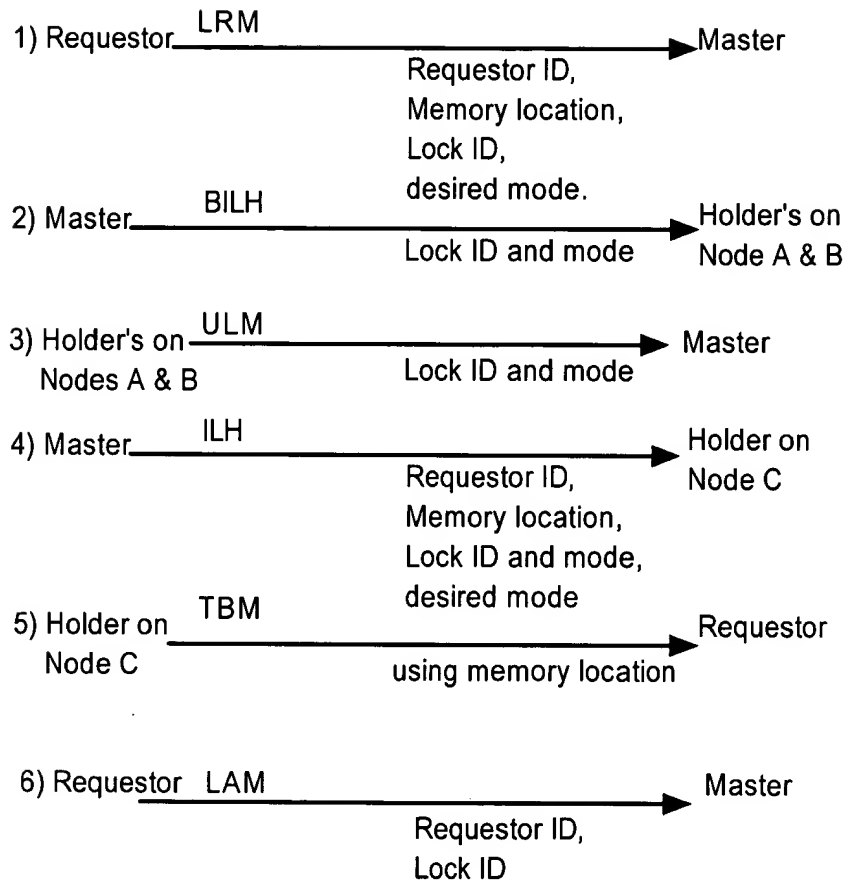 1) Requestor LRM Master
Requestor ID,
Memory location,
Lock ID,
desired mode.
2) Master BILH Holder's on
Lock ID and mode Node A & B
3) Holder's on ULM Master
Nodes A & B Lock ID and mode
4) Master ILH Holder on
Requestor ID, Node C
Memory location,
Lock ID and mode,
desired mode
5) Holder on TBM Requestor
Node C using memory location
6) Requestor LAM Master
Requestor ID,
Lock ID